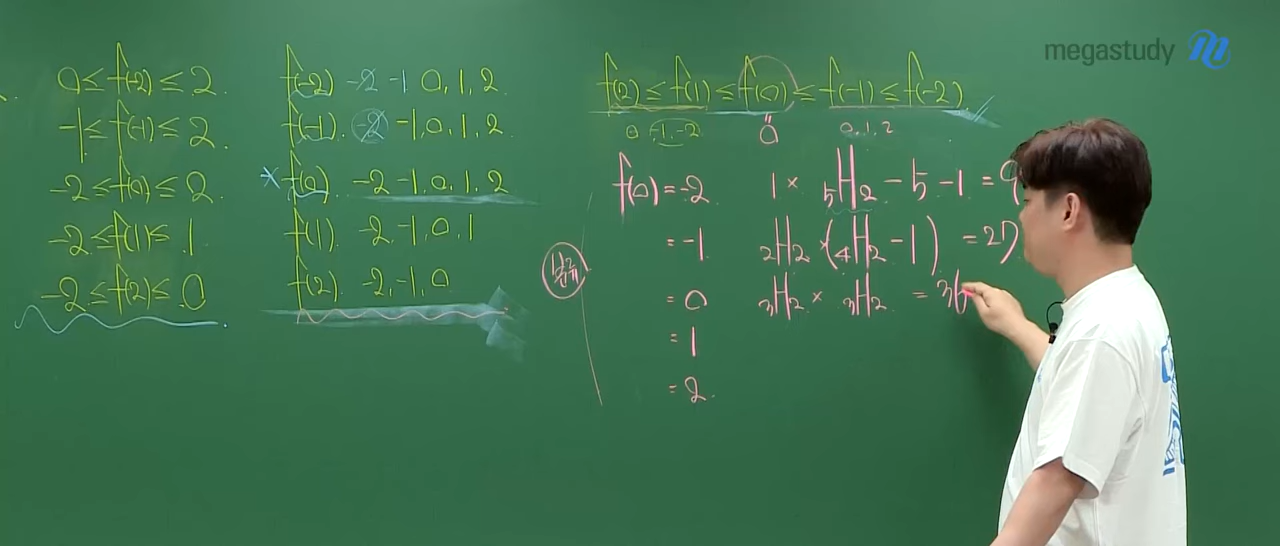 megastudy
0≤f(-2)≤2.
-1≤f(-1)≤2
-2≤f(0)≤2.
-2≤f(1)≤1
-2≤f(2)≤0
f(-2) -2 -1 0, 1, 2.
f(-1). -2 -1, 0, 1, 2.
* f(0). -2 -1, 0, 1, 2
f(1). -2, -1, 0, 1
f(2). -2, -1, 0
f(2)≤f(1)≤f(0)≤f(-1)≤f(-2)
0 -1, -2
0
0, 1, 2
f(0)=-2 1× ₅H₂-5-1=9
=-1 ₂H₂×(₄H₂-1)=27
=0 ₃H₂×₃H₂=36
=1
=2.